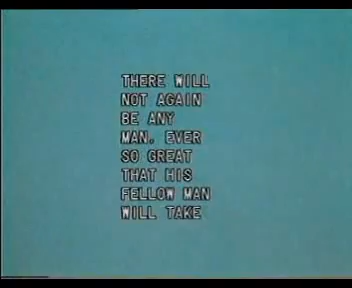 THERE WILL
NOT AGAIN
BE ANY
MAN, EVER
SO GREAT
THAT HIS
FELLOW MAN
WILL TAKE